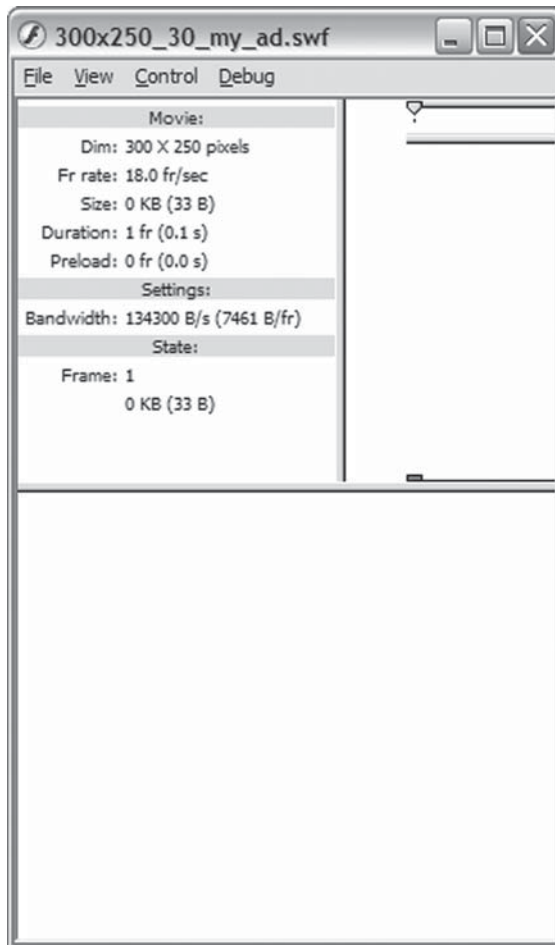 300x250_30_my_ad.swf
File View Control Debug
Movie:
Dim: 300 X 250 pixels
Fr rate: 18.0 fr/sec
Size: 0 KB (33 B)
Duration: 1 fr (0.1 s)
Preload: 0 fr (0.0 s)
Settings:
Bandwidth: 134300 B/s (7461 B/fr)
State:
Frame: 1
0 KB (33 B)